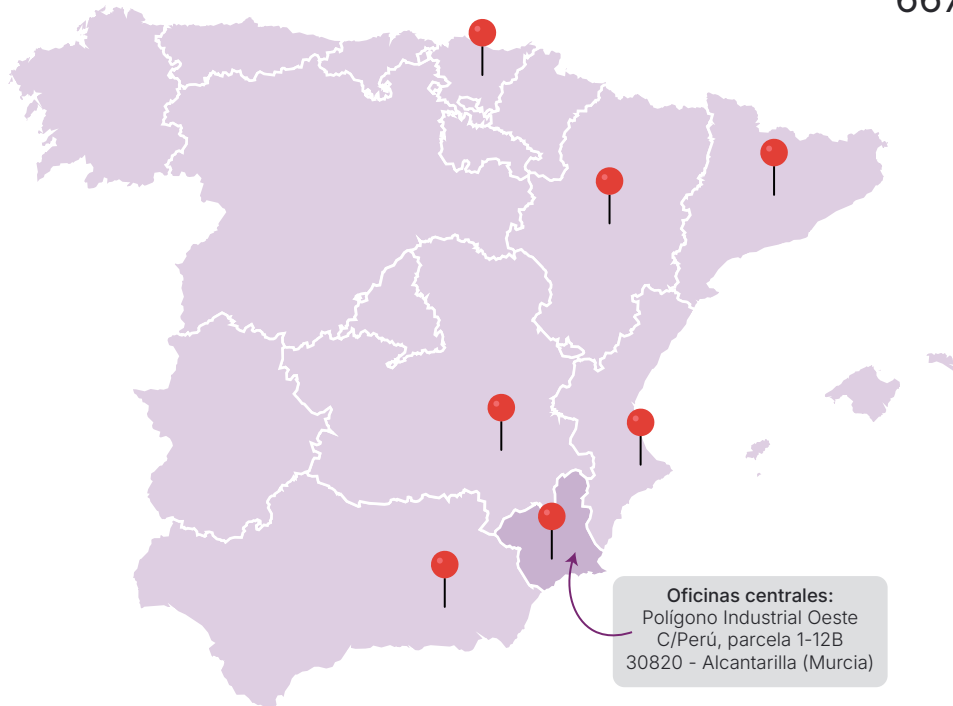 Oficinas centrales:
Polígono Industrial Oeste
C/Perú, parcela 1-12B
30820 - Alcantarilla (Murcia)